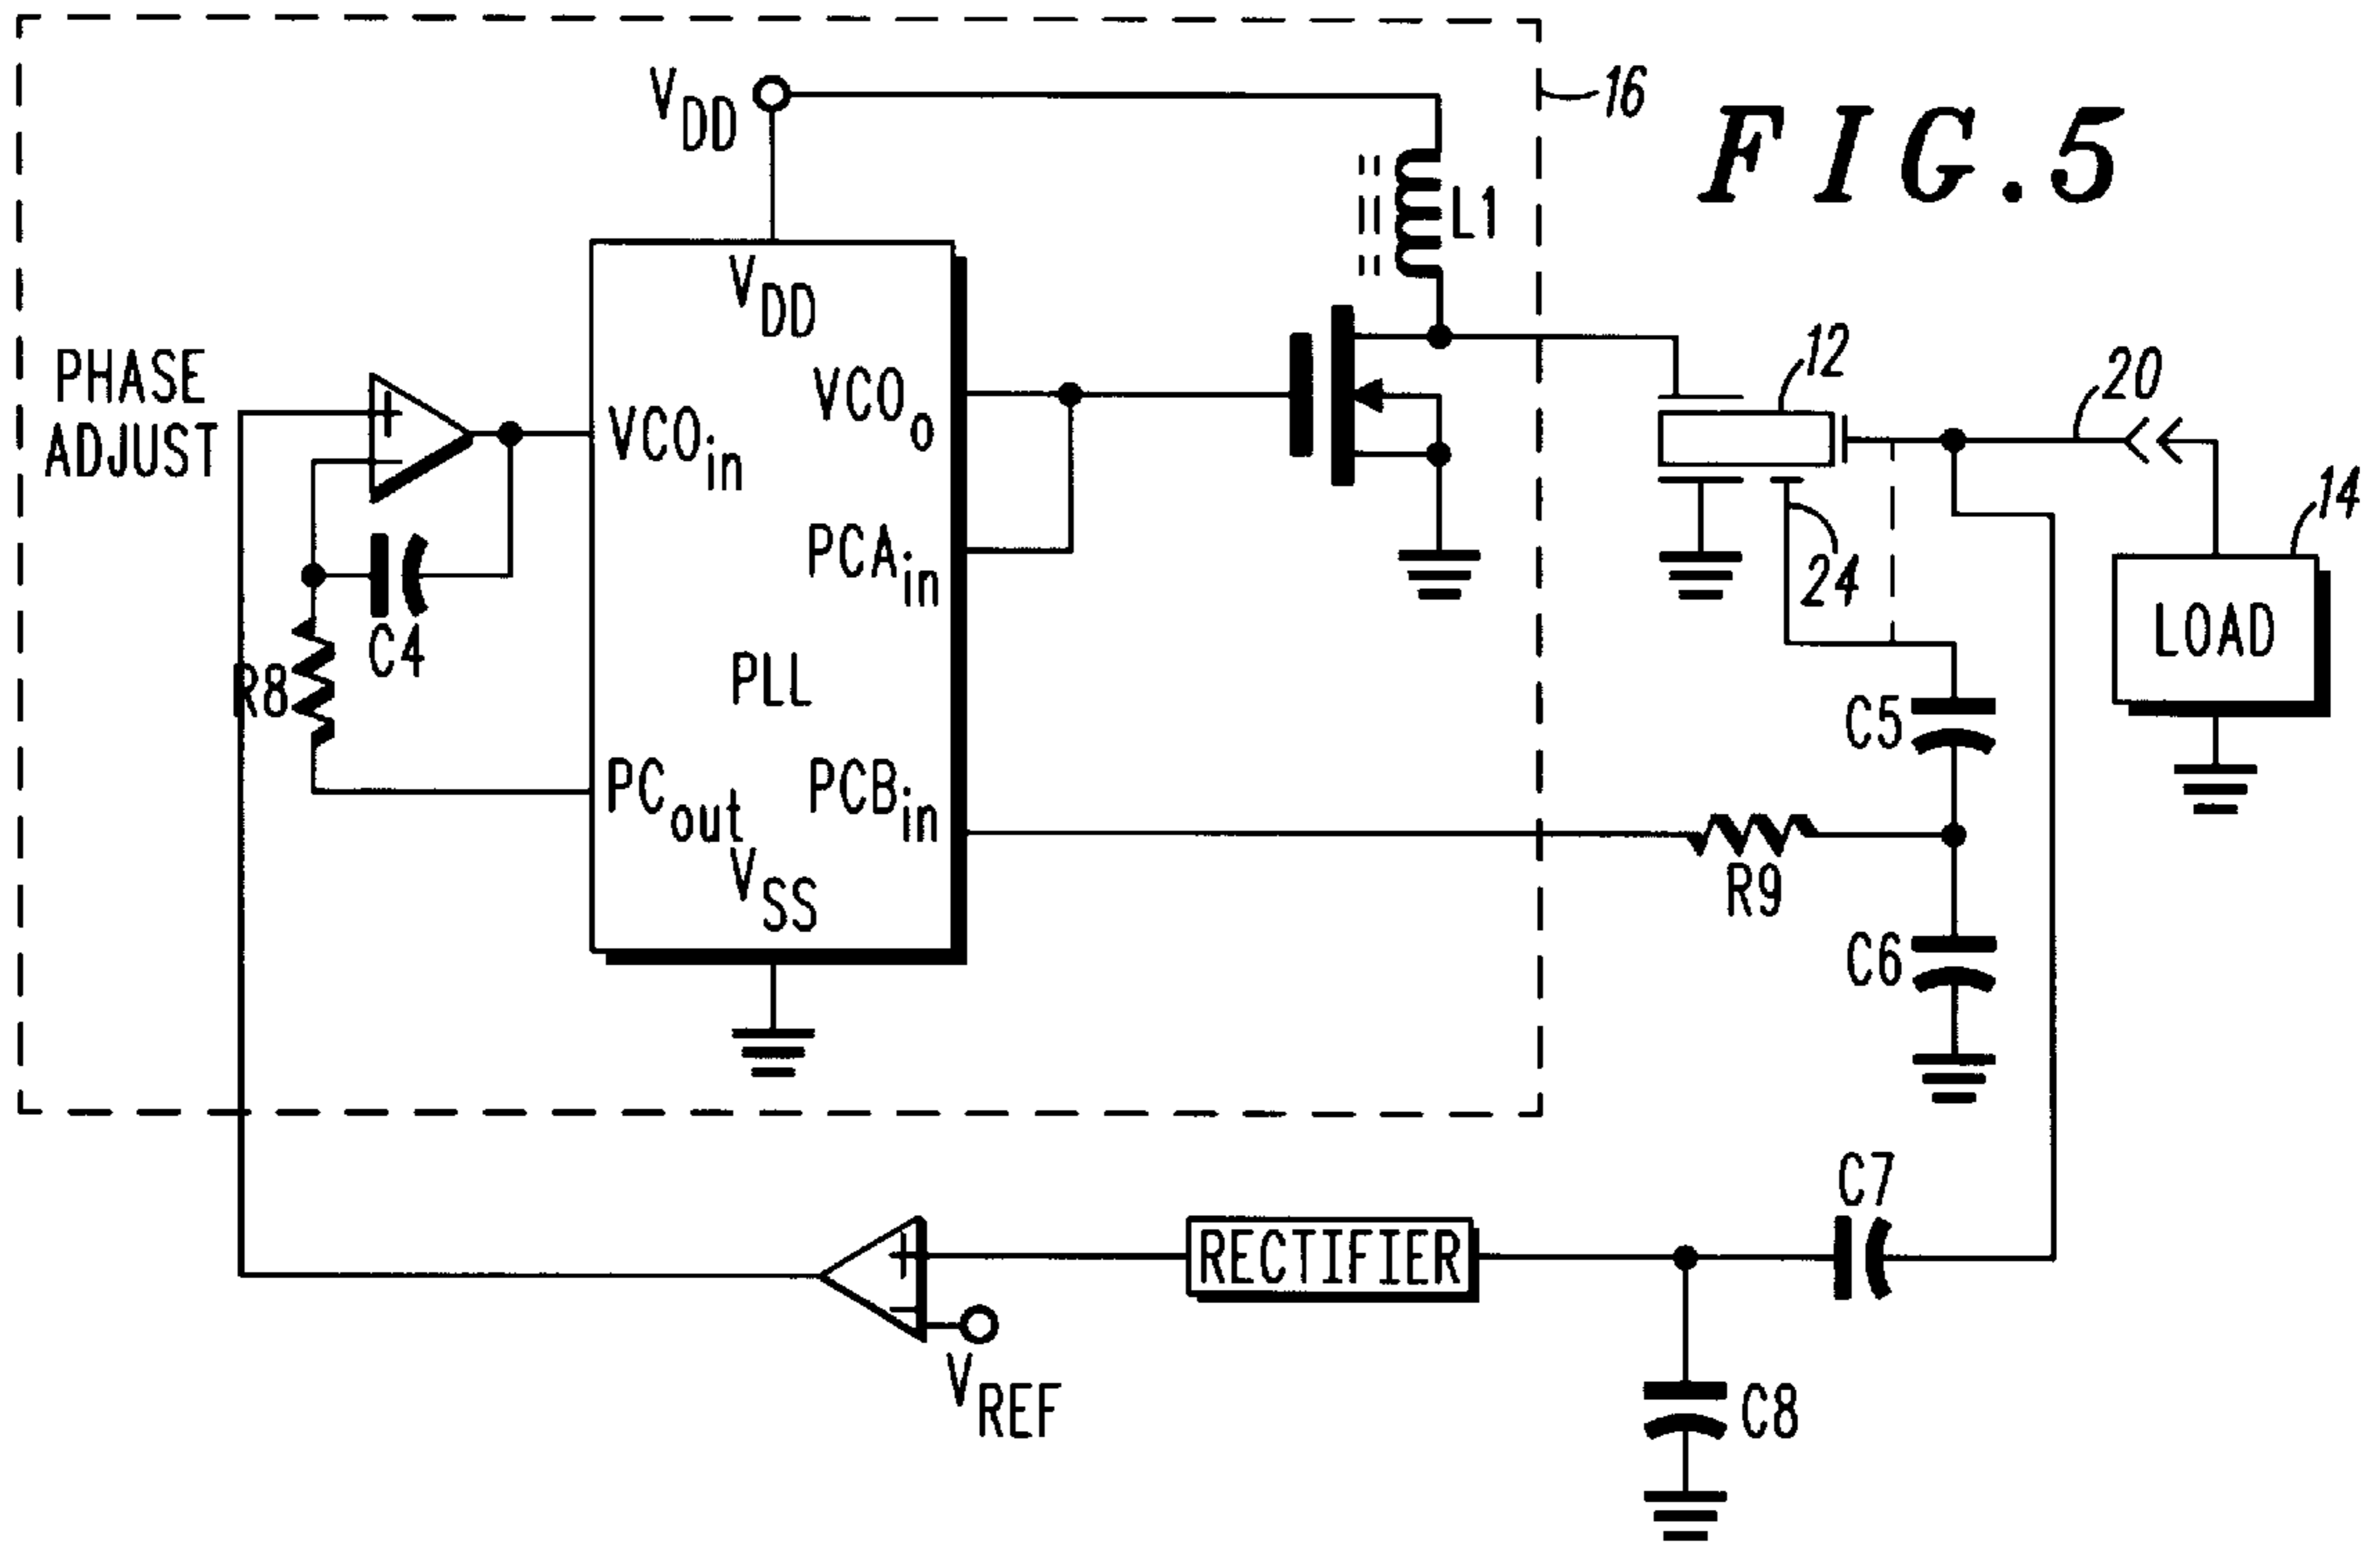 FIG.5
16
VDD
L1
VDD
PHASE
ADJUST
+
−
VCOin
VCOo
PCAin
12
20
14
24
LOAD
C4
R8
PLL
C5
PCout
PCBin
R9
VSS
C6
C7
RECTIFIER
+
−
VREF
C8